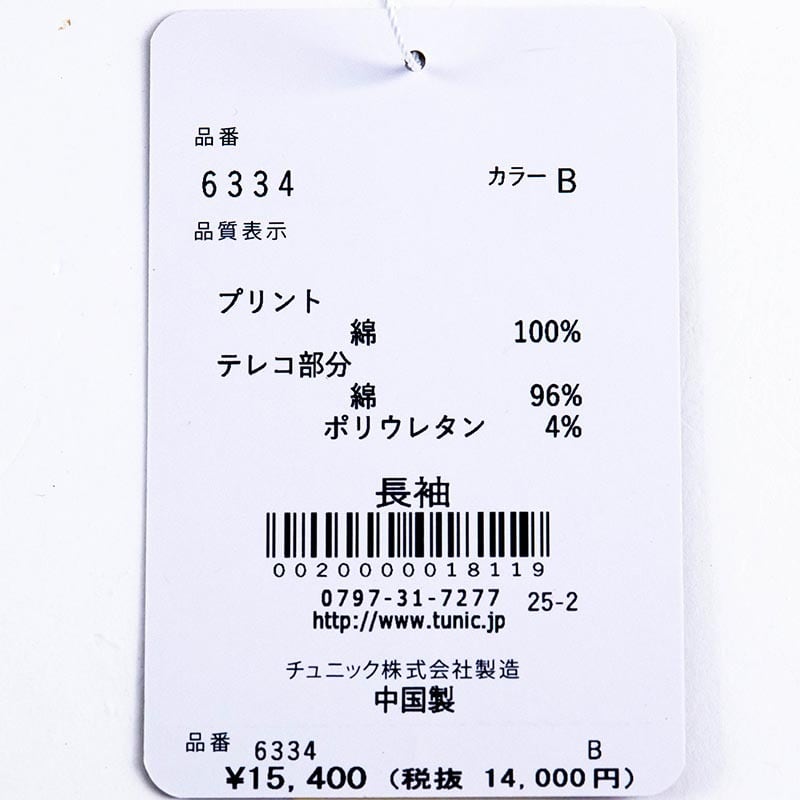 品番
6334 カラー B
品質表示
プリント
綿 100%
テレコ部分
綿 96%
ポリウレタン 4%
長袖
0020000018119
0797-31-7277 25-2
http://www.tunic.jp
チュニック株式会社製造
中国製
品番 6334 B
¥15,400 (税抜 14,000円)